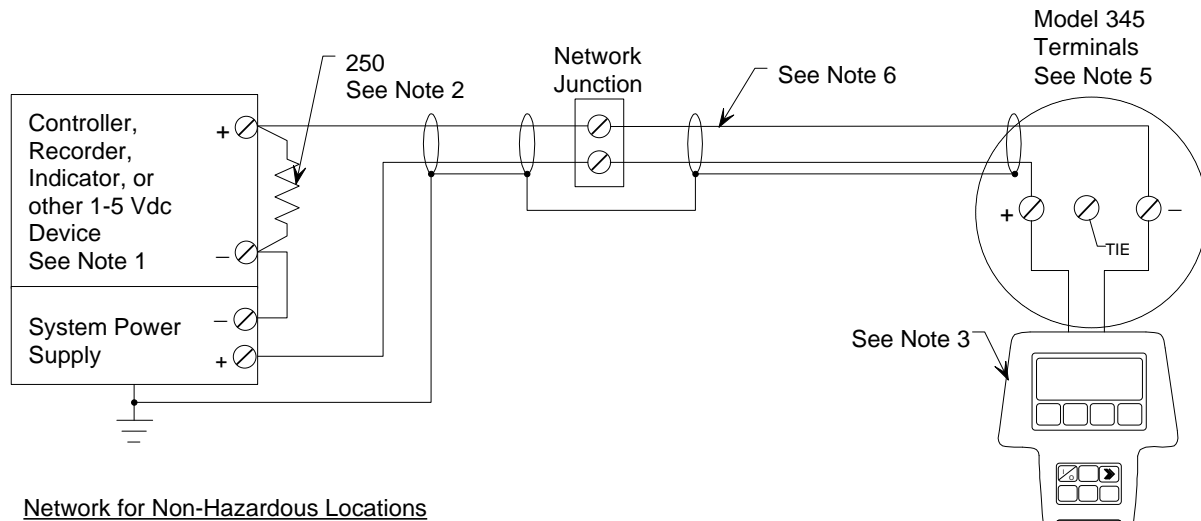 250
See Note 2
Network
Junction
See Note 6
Model 345
Terminals
See Note 5
Controller,
Recorder,
Indicator, or
other 1-5 Vdc
Device
See Note 1
+
–
System Power
Supply
–
+
+
TIE
–
See Note 3
I/O
Network for Non-Hazardous Locations